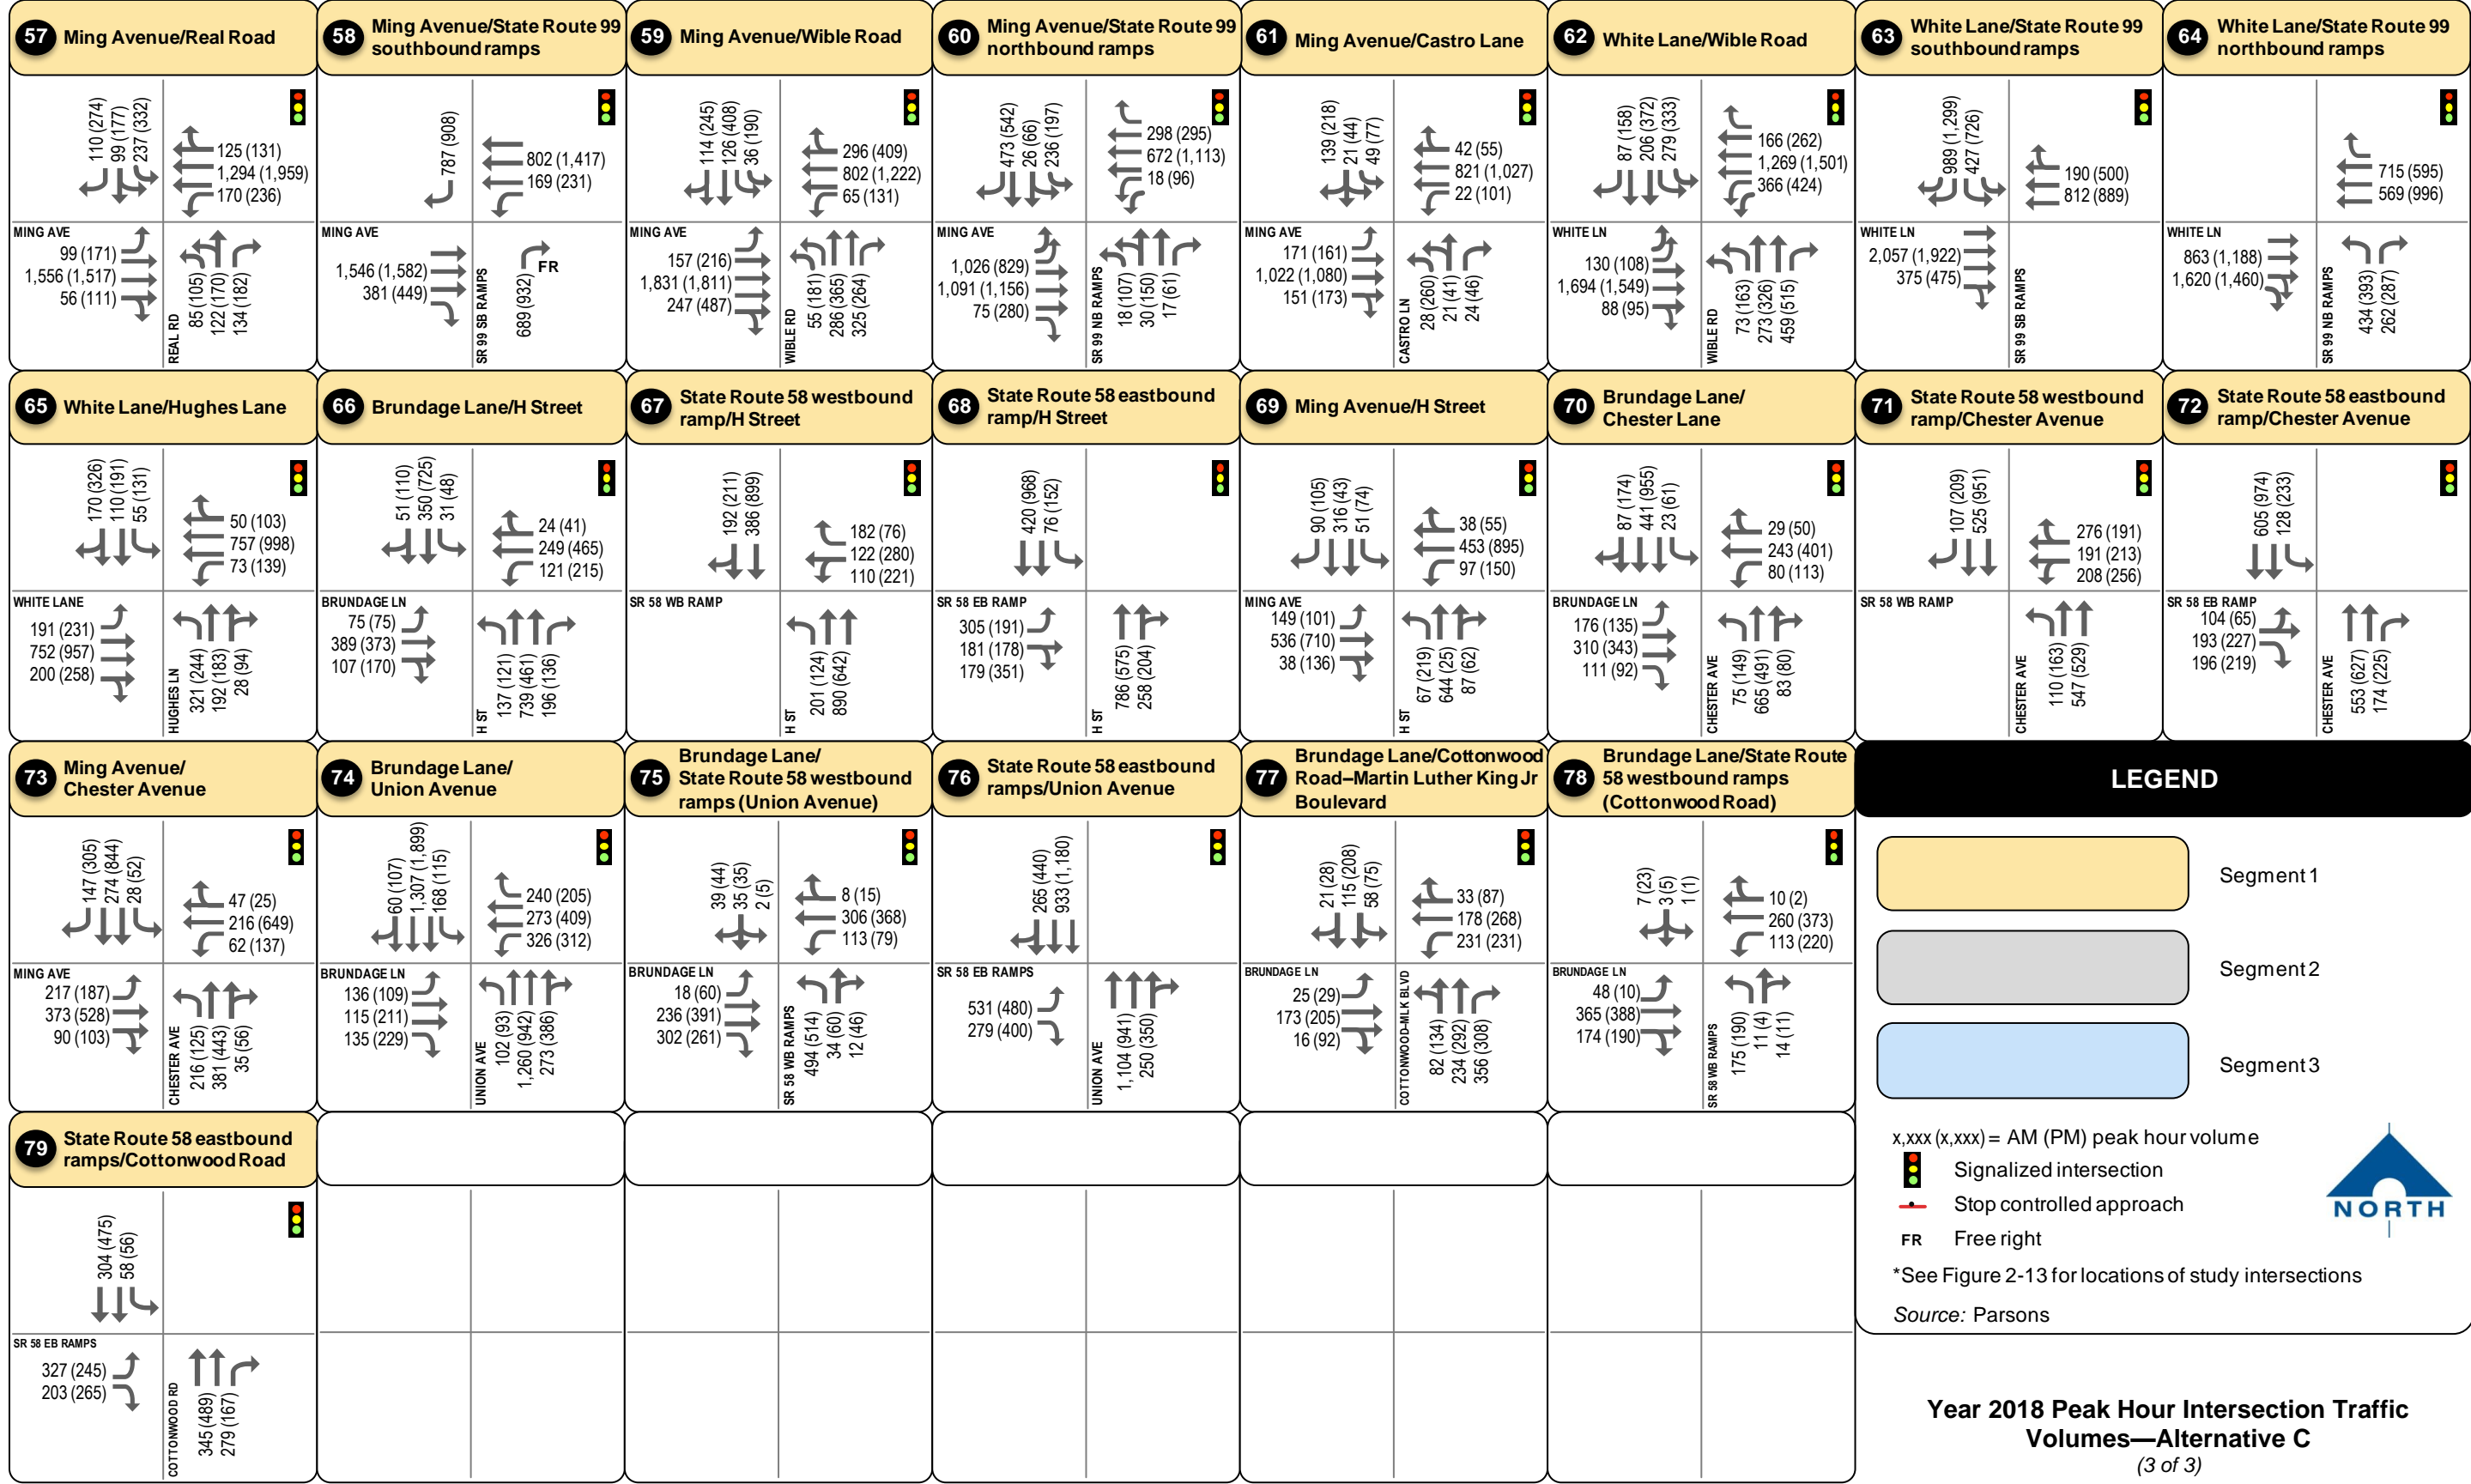 57 Ming Avenue/Real Road
110 (274)
99 (177)
237 (332)
125 (131)
1,294 (1,959)
170 (236)
MING AVE
99 (171)
1,556 (1,517)
56 (111)
REAL RD
85 (105)
122 (170)
134 (182)
58 Ming Avenue/State Route 99
southbound ramps
787 (908)
802 (1,417)
169 (231)
MING AVE
1,546 (1,582)
381 (449)
SR 99 SB RAMPS
689 (932)
FR
59 Ming Avenue/Wible Road
114 (245)
126 (408)
36 (190)
296 (409)
802 (1,222)
65 (131)
MING AVE
157 (216)
1,831 (1,811)
247 (487)
WIBLE RD
55 (181)
286 (365)
325 (264)
60 Ming Avenue/State Route 99
northbound ramps
473 (542)
26 (66)
236 (197)
298 (295)
672 (1,113)
18 (96)
MING AVE
1,026 (829)
1,091 (1,156)
75 (280)
SR 99 NB RAMPS
18 (107)
30 (150)
17 (61)
61 Ming Avenue/Castro Lane
139 (218)
21 (44)
49 (77)
42 (55)
821 (1,027)
22 (101)
MING AVE
171 (161)
1,022 (1,080)
151 (173)
CASTRO LN
28 (260)
21 (41)
24 (46)
62 White Lane/Wible Road
87 (158)
206 (372)
279 (333)
166 (262)
1,269 (1,501)
366 (424)
WHITE LN
130 (108)
1,694 (1,549)
88 (95)
WIBLE RD
73 (163)
273 (326)
459 (515)
63 White Lane/State Route 99
southbound ramps
989 (1,299)
427 (726)
190 (500)
812 (889)
WHITE LN
2,057 (1,922)
375 (475)
SR 99 SB RAMPS
64 White Lane/State Route 99
northbound ramps
715 (595)
569 (996)
WHITE LN
863 (1,188)
1,620 (1,460)
SR 99 NB RAMPS
434 (393)
262 (287)
65 White Lane/Hughes Lane
170 (326)
110 (191)
55 (131)
50 (103)
757 (998)
73 (139)
WHITE LANE
191 (231)
752 (957)
200 (258)
HUGHES LN
321 (244)
192 (183)
28 (94)
66 Brundage Lane/H Street
51 (110)
350 (725)
31 (48)
24 (41)
249 (465)
121 (215)
BRUNDAGE LN
75 (75)
389 (373)
107 (170)
H ST
137 (121)
739 (461)
196 (136)
67 State Route 58 westbound
ramp/H Street
192 (211)
386 (899)
182 (76)
122 (280)
110 (221)
SR 58 WB RAMP
H ST
201 (124)
890 (642)
68 State Route 58 eastbound
ramp/H Street
420 (968)
76 (152)
SR 58 EB RAMP
305 (191)
181 (178)
179 (351)
H ST
786 (575)
258 (204)
69 Ming Avenue/H Street
90 (105)
316 (43)
51 (74)
38 (55)
453 (895)
97 (150)
MING AVE
149 (101)
536 (710)
38 (136)
H ST
67 (219)
644 (25)
87 (62)
70 Brundage Lane/
Chester Lane
87 (174)
441 (955)
23 (61)
29 (50)
243 (401)
80 (113)
BRUNDAGE LN
176 (135)
310 (343)
111 (92)
CHESTER AVE
75 (149)
665 (491)
83 (80)
71 State Route 58 westbound
ramp/Chester Avenue
107 (209)
525 (951)
276 (191)
191 (213)
208 (256)
SR 58 WB RAMP
CHESTER AVE
110 (163)
547 (529)
72 State Route 58 eastbound
ramp/Chester Avenue
605 (974)
128 (233)
SR 58 EB RAMP
104 (65)
193 (227)
196 (219)
CHESTER AVE
553 (627)
174 (225)
73 Ming Avenue/
Chester Avenue
147 (305)
274 (844)
28 (52)
47 (25)
216 (649)
62 (137)
MING AVE
217 (187)
373 (528)
90 (103)
CHESTER AVE
216 (125)
381 (443)
35 (56)
74 Brundage Lane/
Union Avenue
60 (107)
1,307 (1,899)
168 (115)
240 (205)
273 (409)
326 (312)
BRUNDAGE LN
136 (109)
115 (211)
135 (229)
UNION AVE
102 (93)
1,260 (942)
273 (386)
75 Brundage Lane/
State Route 58 westbound
ramps (Union Avenue)
39 (44)
35 (35)
2 (5)
8 (15)
306 (368)
113 (79)
BRUNDAGE LN
18 (60)
236 (391)
302 (261)
SR 58 WB RAMPS
494 (514)
34 (60)
12 (46)
76 State Route 58 eastbound
ramps/Union Avenue
265 (440)
933 (1,180)
SR 58 EB RAMPS
531 (480)
279 (400)
UNION AVE
1,104 (941)
250 (350)
77 Brundage Lane/Cottonwood
Road–Martin Luther King Jr
Boulevard
21 (28)
115 (208)
58 (75)
33 (87)
178 (268)
231 (231)
BRUNDAGE LN
25 (29)
173 (205)
16 (92)
COTTONWOOD-MLK BLVD
82 (134)
234 (292)
356 (308)
78 Brundage Lane/State Route
58 westbound ramps
(Cottonwood Road)
7 (23)
3 (5)
1 (1)
10 (2)
260 (373)
113 (220)
BRUNDAGE LN
48 (10)
365 (388)
174 (190)
SR 58 WB RAMPS
175 (190)
11 (4)
14 (11)
79 State Route 58 eastbound
ramps/Cottonwood Road
304 (475)
58 (56)
SR 58 EB RAMPS
327 (245)
203 (265)
COTTONWOOD RD
345 (489)
279 (167)
LEGEND
Segment 1
Segment 2
Segment 3
x,xxx (x,xxx) = AM (PM) peak hour volume
Signalized intersection
Stop controlled approach
FR Free right
*See Figure 2-13 for locations of study intersections
Source: Parsons
NORTH
Year 2018 Peak Hour Intersection Traffic
Volumes—Alternative C
(3 of 3)